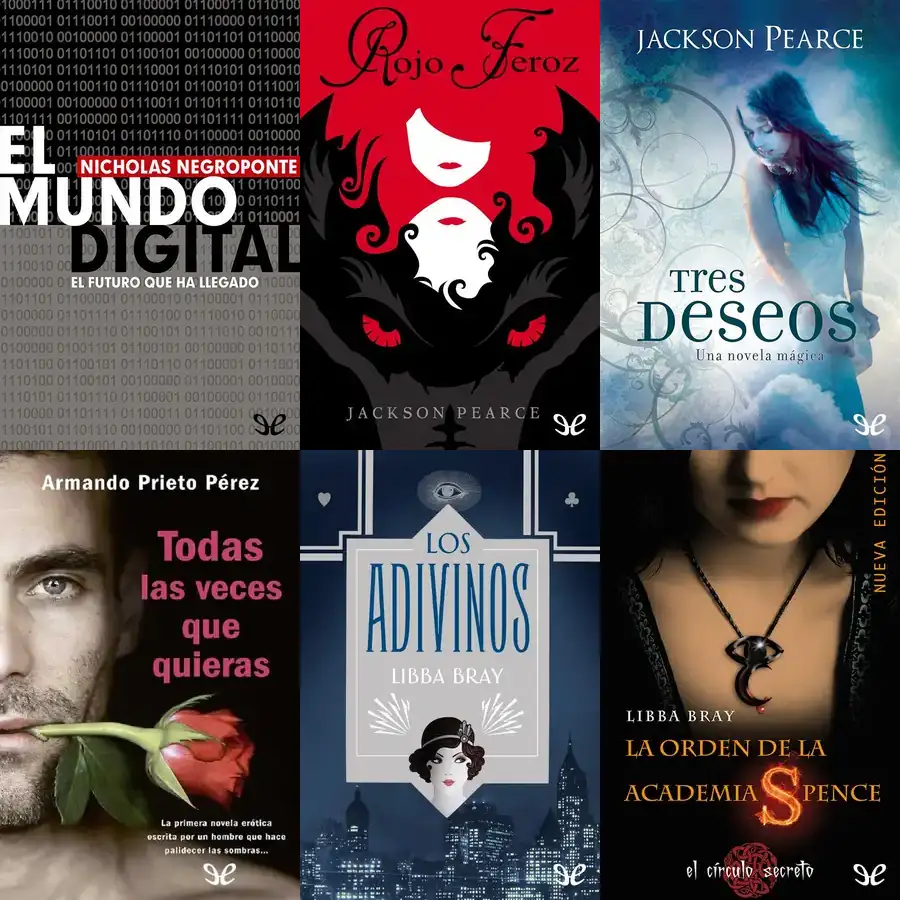 EL
NICHOLAS NEGROPONTE
MUNDO
DIGITAL
EL FUTURO QUE HA LLEGADO
Rojo Feroz
JACKSON PEARCE
JACKSON PEARCE
TRES
DESEOS
Una novela mágica
Armando Prieto Pérez
Todas
las veces
que
quieras
La primera novela erótica
escrita por un hombre que hace
palidecer las sombras...
LOS
ADIVINOS
LIBBA BRAY
NUEVA EDICIÓN
LIBBA BRAY
LA ORDEN DE LA
ACADEMIA SPENCE
el círculo secreto